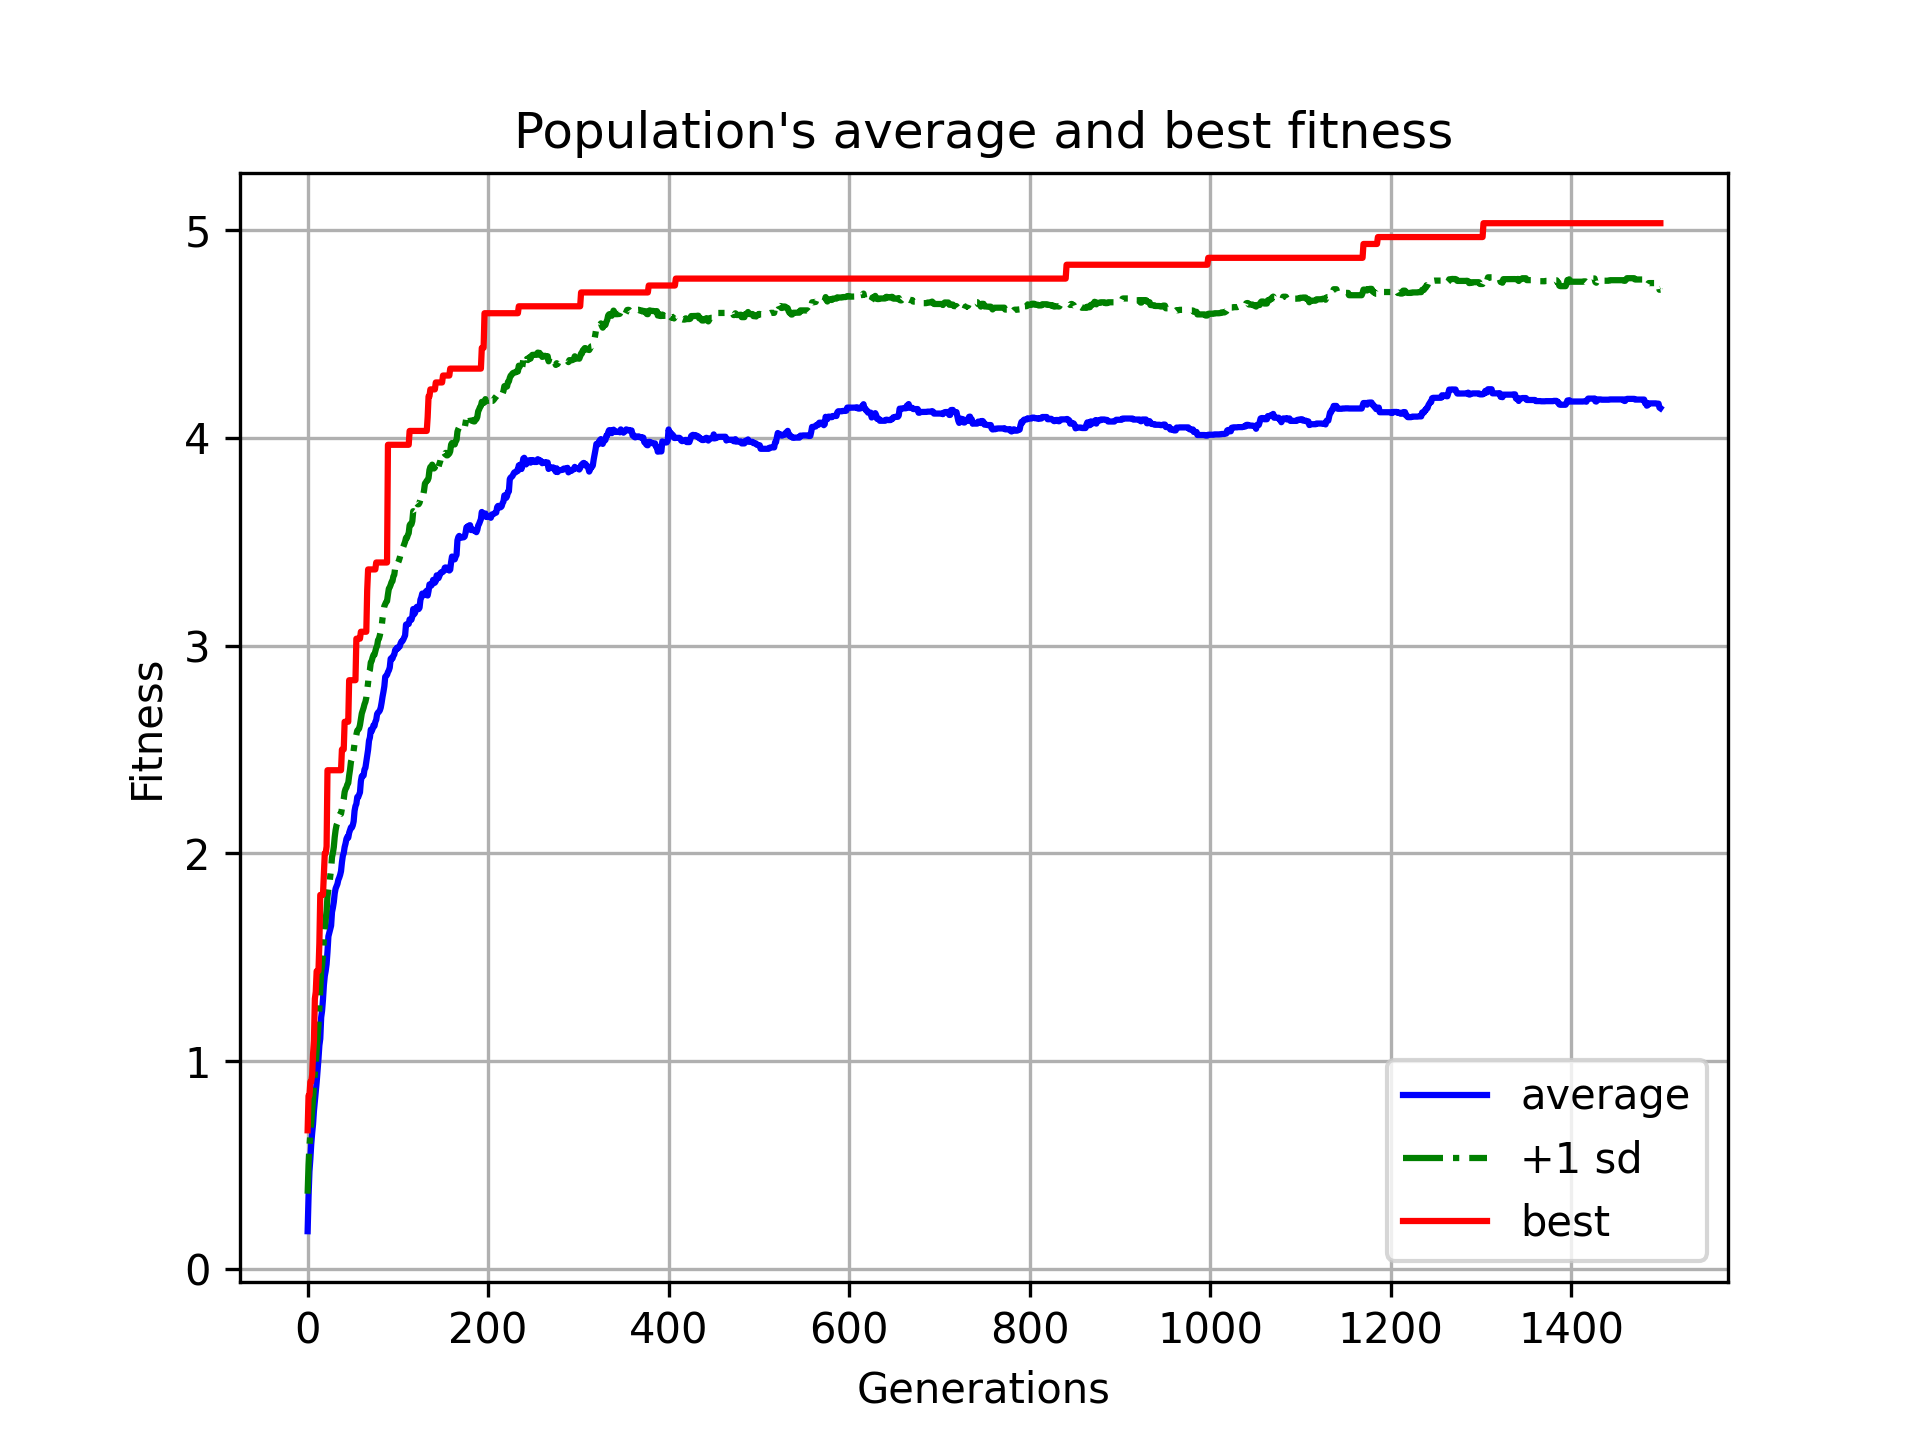 Population's average and best fitness
Fitness
5
4
3
2
1
0
0 200 400 600 800 1000 1200 1400
Generations
average
+1 sd
best